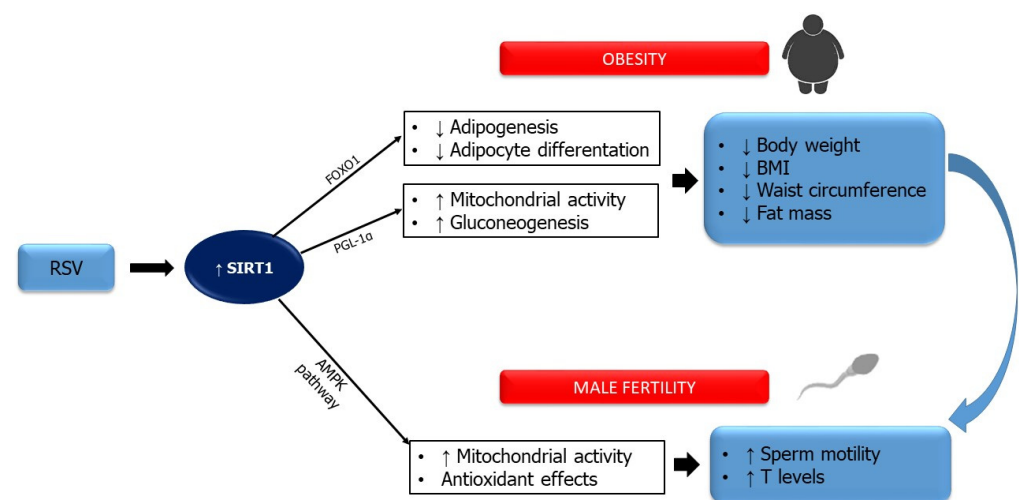 OBESITY
• ↓ Adipogenesis
• ↓ Adipocyte differentation
FOXO1
• ↑ Mitochondrial activity
• ↑ Gluconeogenesis
PGL-1α
• ↓ Body weight
• ↓ BMI
• ↓ Waist circumference
• ↓ Fat mass
RSV
↑ SIRT1
AMPK
pathway
MALE FERTILITY
• ↑ Mitochondrial activity
• Antioxidant effects
• ↑ Sperm motility
• ↑ T levels